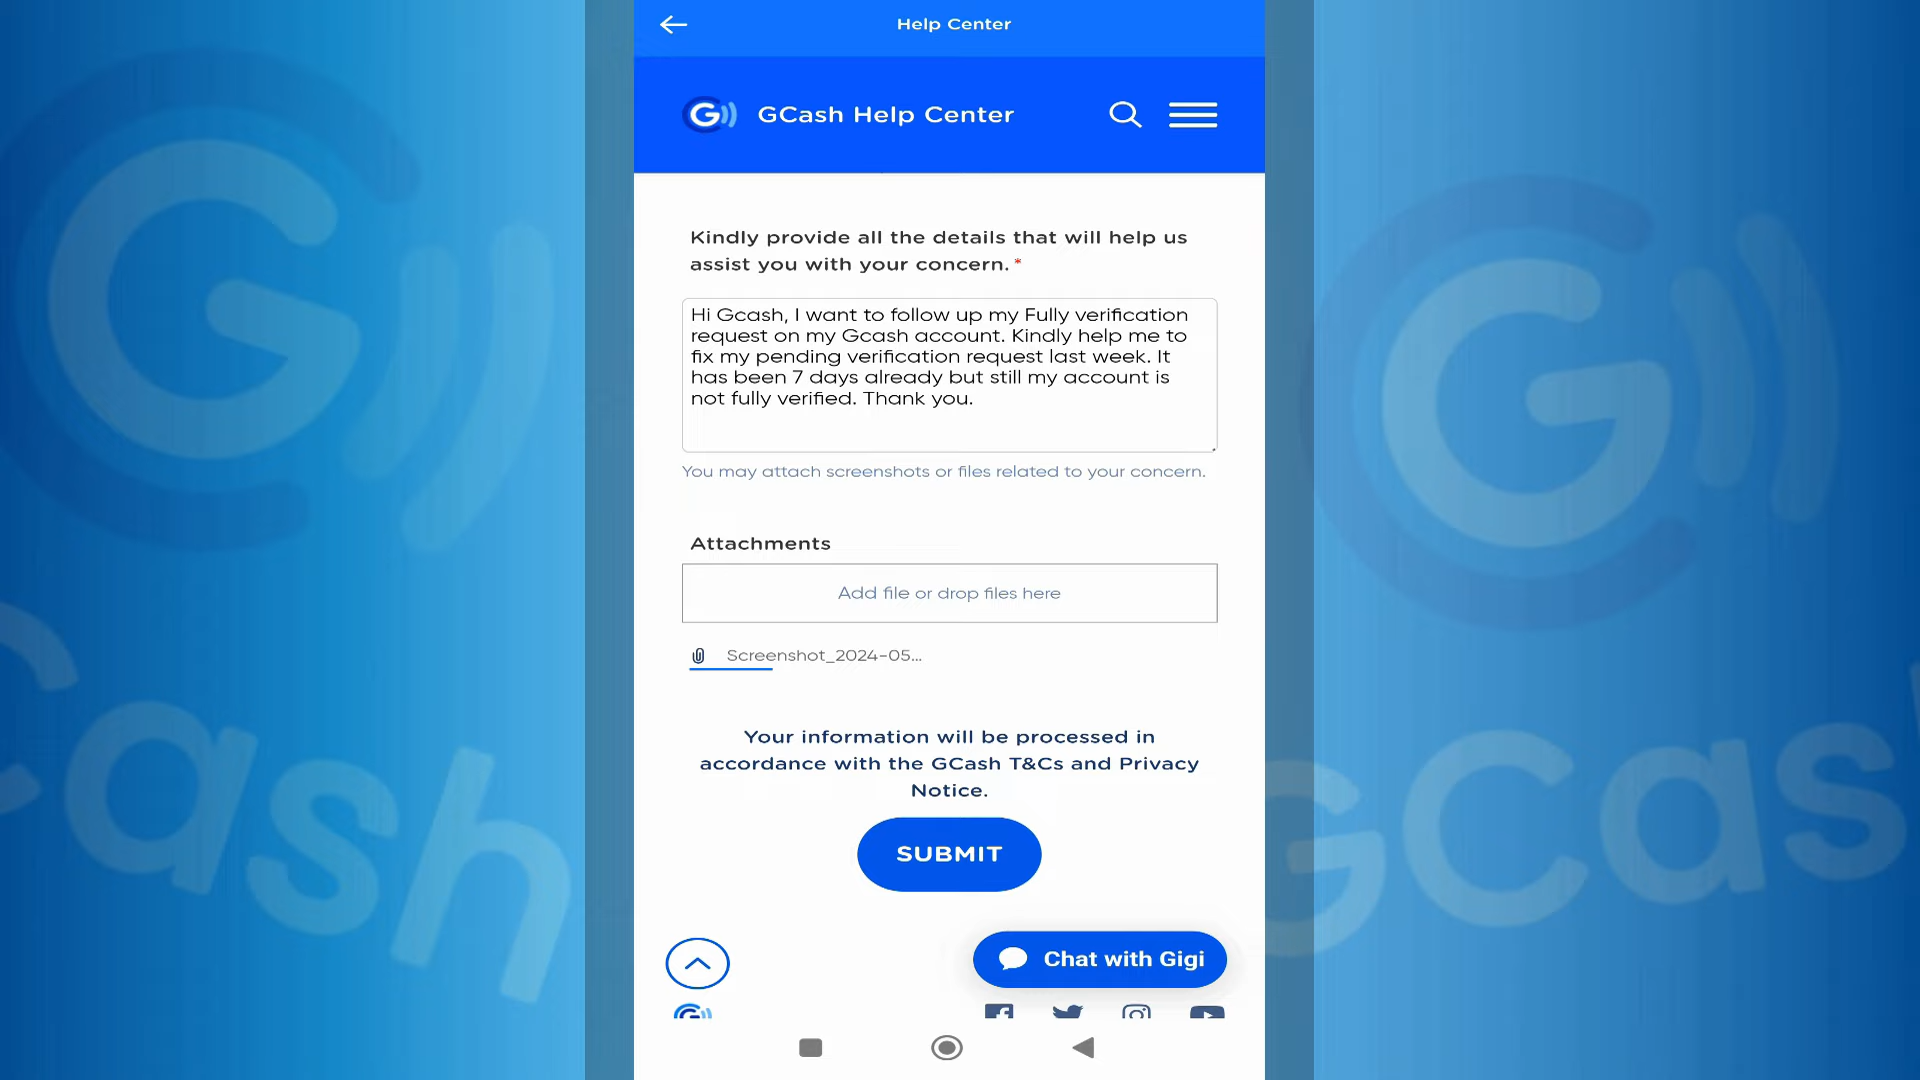 Help Center
GCash Help Center
Kindly provide all the details that will help us
assist you with your concern.*
Hi Gcash, I want to follow up my Fully verification
request on my Gcash account. Kindly help me to
fix my pending verification request last week. It
has been 7 days already but still my account is
not fully verified. Thank you.
You may attach screenshots or files related to your concern.
Attachments
Add file or drop files here
Screenshot_2024-05...
Your information will be processed in
accordance with the GCash T&Cs and Privacy
Notice.
SUBMIT
Chat with Gigi
Cash
GCas